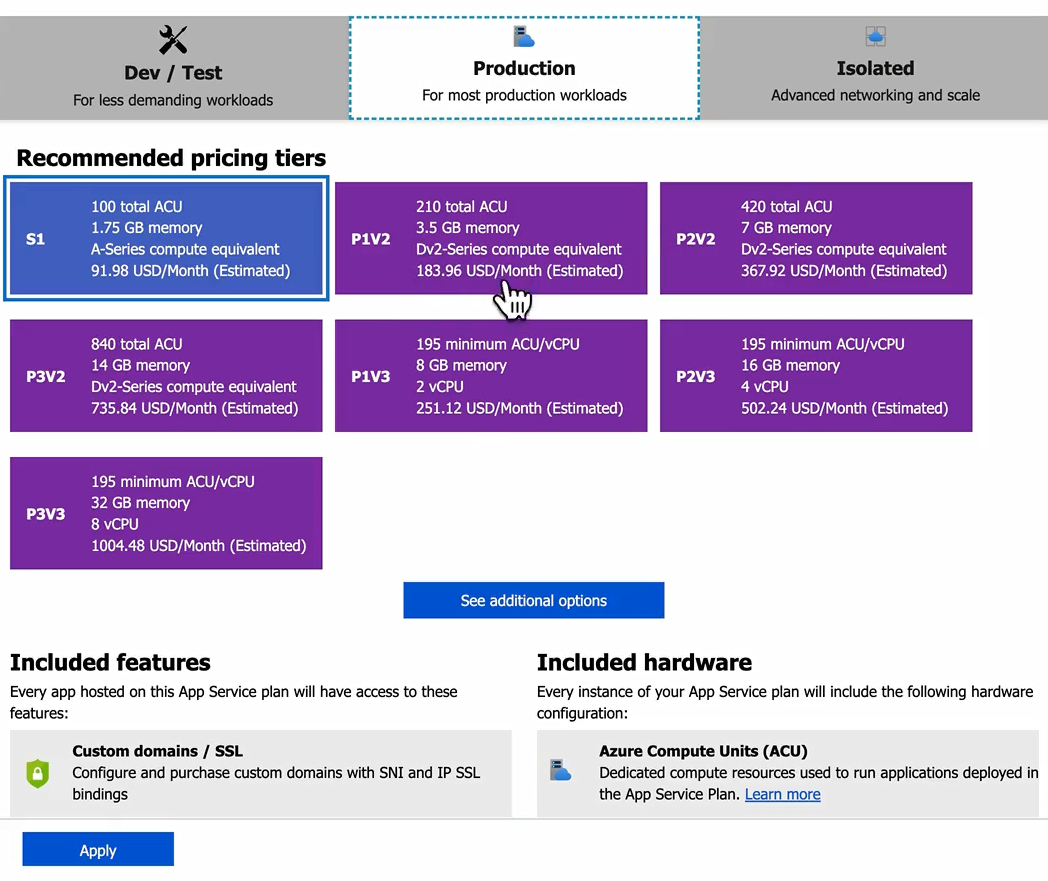 Dev / Test
For less demanding workloads
Production
For most production workloads
Isolated
Advanced networking and scale
Recommended pricing tiers
S1
100 total ACU
1.75 GB memory
A-Series compute equivalent
91.98 USD/Month (Estimated)
P1V2
210 total ACU
3.5 GB memory
Dv2-Series compute equivalent
183.96 USD/Month (Estimated)
P2V2
420 total ACU
7 GB memory
Dv2-Series compute equivalent
367.92 USD/Month (Estimated)
P3V2
840 total ACU
14 GB memory
Dv2-Series compute equivalent
735.84 USD/Month (Estimated)
P1V3
195 minimum ACU/vCPU
8 GB memory
2 vCPU
251.12 USD/Month (Estimated)
P2V3
195 minimum ACU/vCPU
16 GB memory
4 vCPU
502.24 USD/Month (Estimated)
P3V3
195 minimum ACU/vCPU
32 GB memory
8 vCPU
1004.48 USD/Month (Estimated)
See additional options
Included features
Every app hosted on this App Service plan will have access to these
features:
Custom domains / SSL
Configure and purchase custom domains with SNI and IP SSL
bindings
Included hardware
Every instance of your App Service plan will include the following hardware
configuration:
Azure Compute Units (ACU)
Dedicated compute resources used to run applications deployed in
the App Service Plan. Learn more
Apply